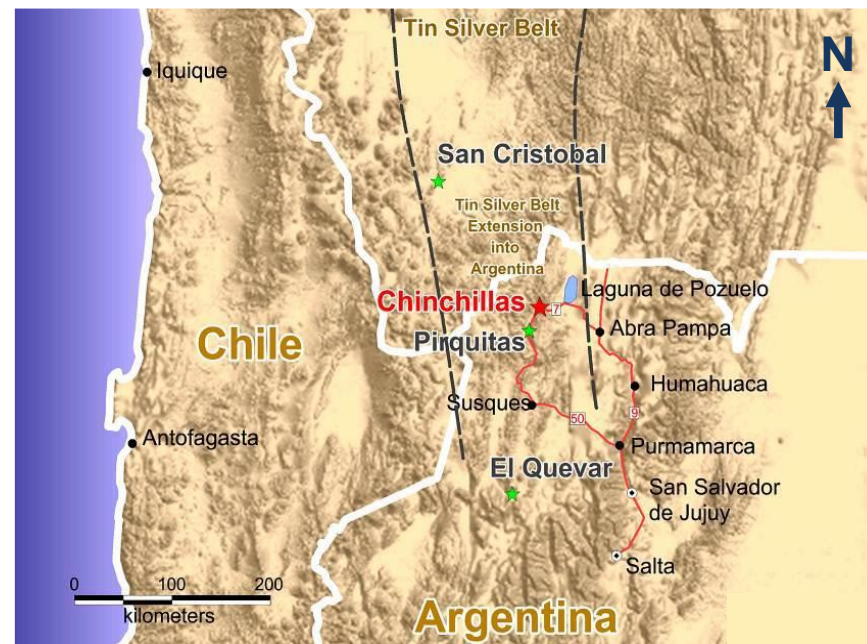 Tin Silver Belt
N
Iquique
San Cristobal
Tin Silver Belt
Extension
into
Argentina
Chinchillas
Laguna de Pozuelo
7
Chile
Pirquitas
Abra Pampa
Humahuaca
Susques
50
9
Antofagasta
Purmamarca
El Quevar
San Salvador
de Jujuy
Salta
0 100 200
kilometers
Argentina